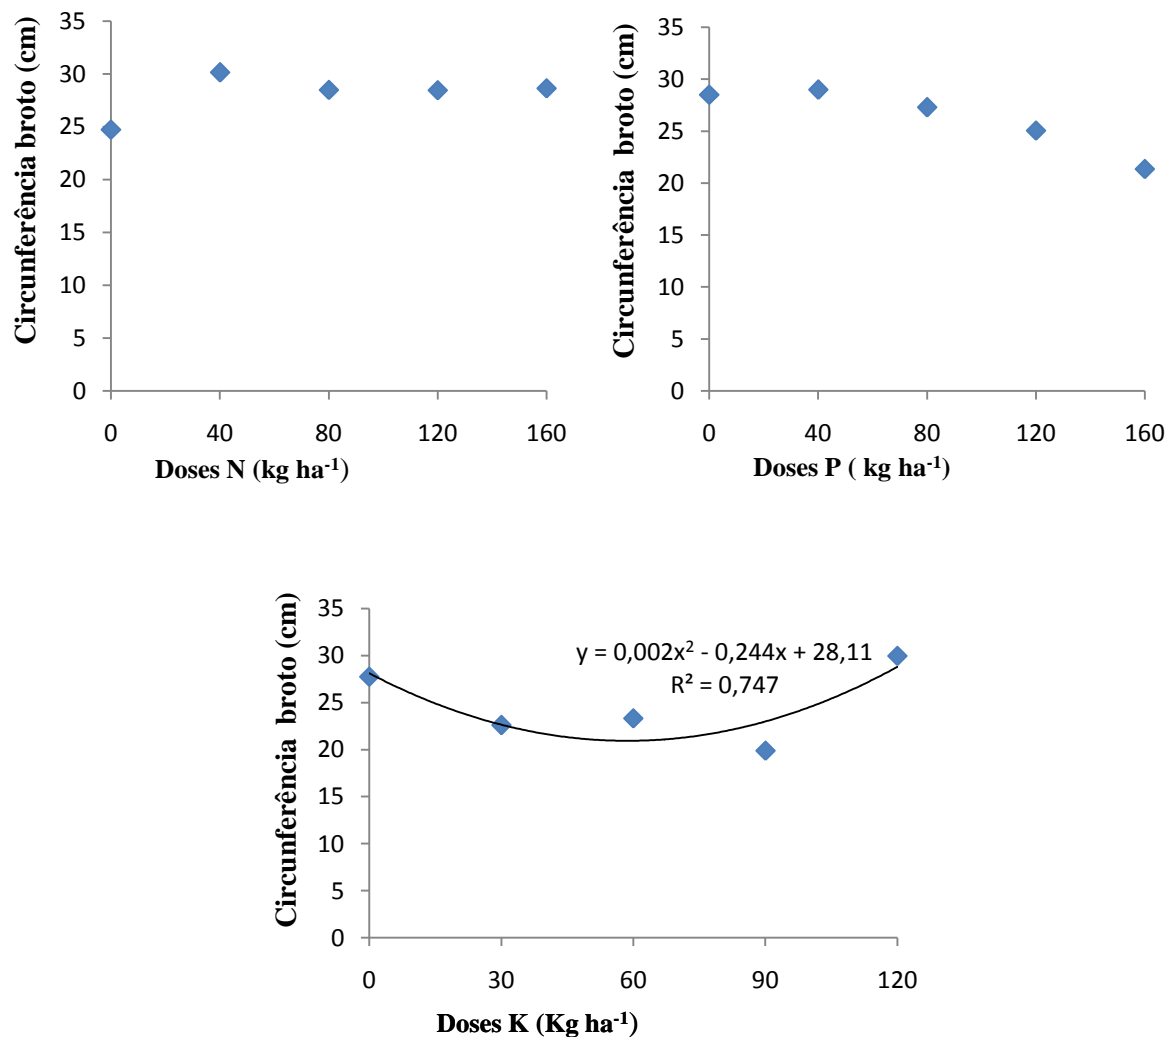 Circunferência broto (cm)
35
30
25
20
15
10
5
0
0 40 80 120 160
Doses N (kg ha⁻¹)
Circunferência broto (cm)
35
30
25
20
15
10
5
0
0 40 80 120 160
Doses P ( kg ha⁻¹)
Circunferência broto (cm)
35
30
25
20
15
10
5
0
y = 0,002x² - 0,244x + 28,11
R² = 0,747
0 30 60 90 120
Doses K (Kg ha⁻¹)